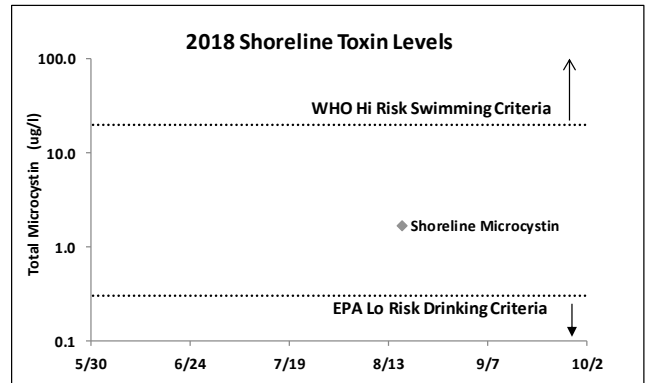 2018 Shoreline Toxin Levels
Total Microcystin (ug/l)
100.0
10.0
1.0
0.1
WHO Hi Risk Swimming Criteria
Shoreline Microcystin
EPA Lo Risk Drinking Criteria
5/30 6/24 7/19 8/13 9/7 10/2